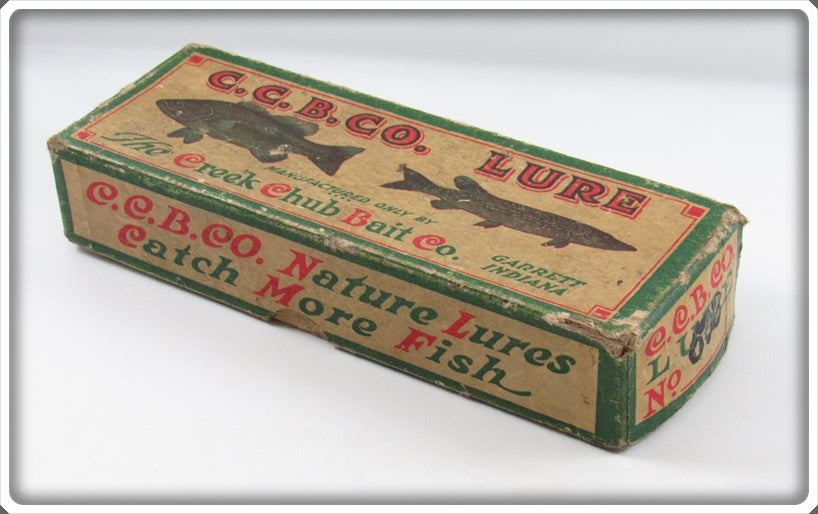 C.C.B.CO. LURE
The Creek Chub Bait Co.
MANUFACTURED ONLY BY
GARRETT
INDIANA
C.C.B.CO. Nature Lures
Catch More Fish
C.C.B.CO.
No.